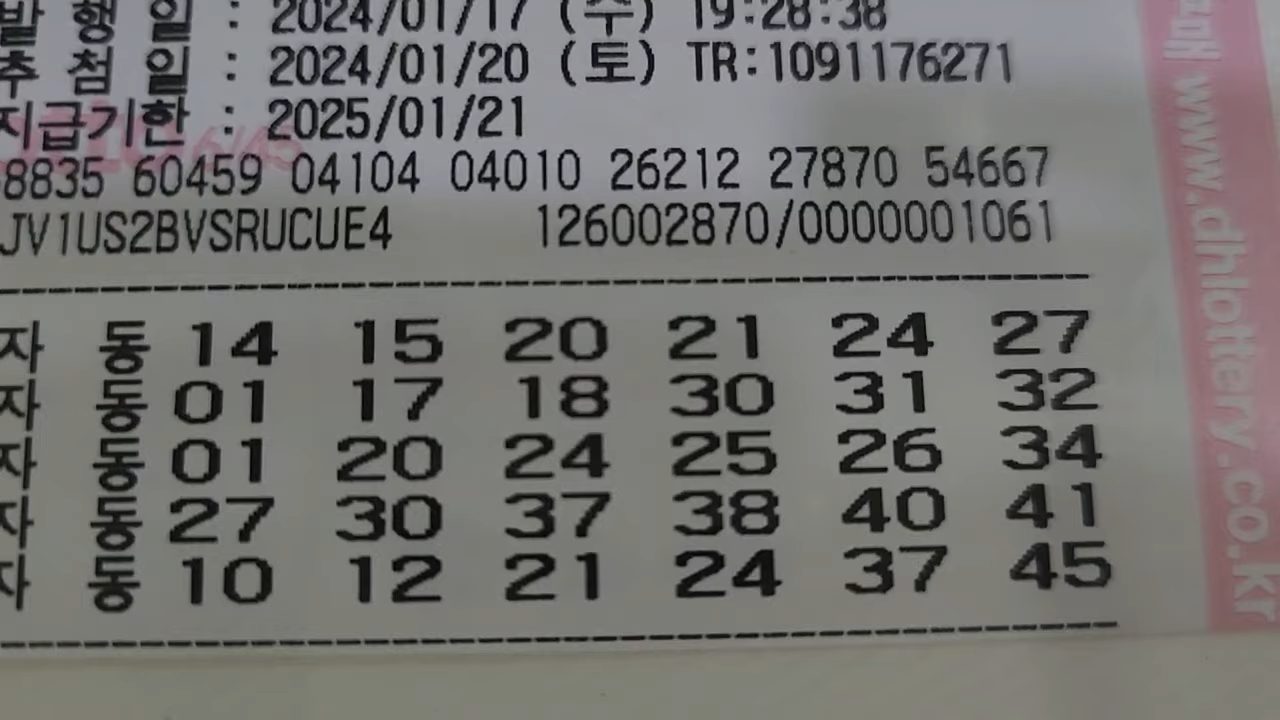 발 행 일 : 2024/01/17 (수) 19:28:38
추 첨 일 : 2024/01/20 (토) TR:1091176271
지급기한 : 2025/01/21
8835 60459 04104 04010 26212 27870 54667
JV1US2BVSRUCUE4 126002870/0000001061
자 동 14 15 20 21 24 27
자 동 01 17 18 30 31 32
자 동 01 20 24 25 26 34
자 동 27 30 37 38 40 41
자 동 10 12 21 24 37 45
www.dhlottery.co.kr